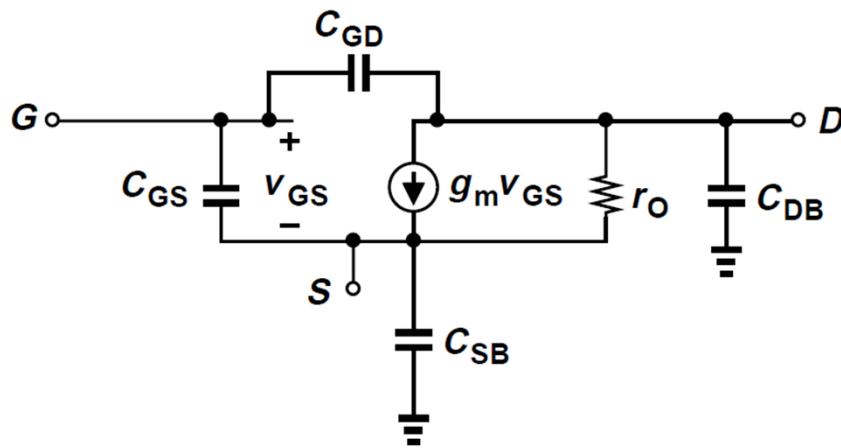 C_GD
G
D
+
C_GS
v_GS
g_m v_GS
r_O
C_DB
−
S
C_SB